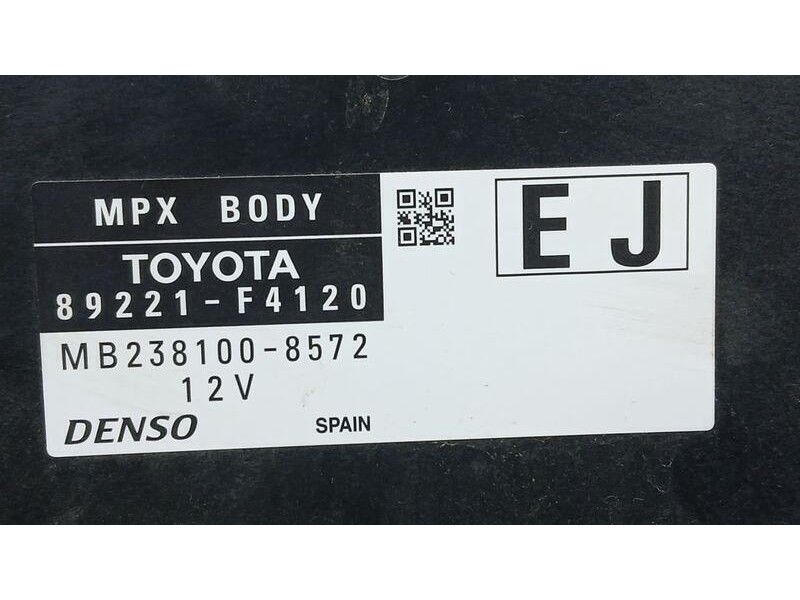 MPX BODY
TOYOTA
89221-F4120
MB238100-8572
12V
DENSO
SPAIN
EJ